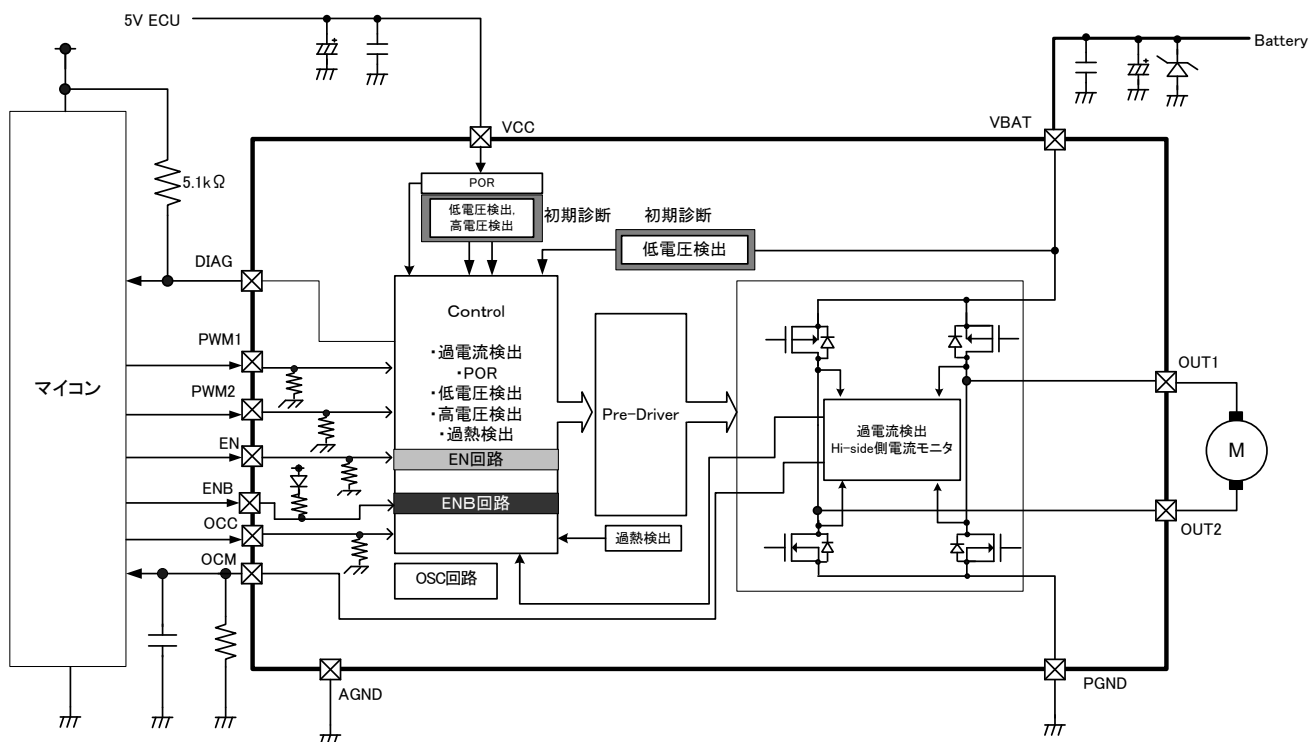 5V ECU
Battery
VCC
VBAT
POR
5.1kΩ
低電圧検出,
高電圧検出
初期診断
初期診断
低電圧検出
DIAG
Control
PWM1
・過電流検出
・POR
・低電圧検出
・高電圧検出
・過熱検出
マイコン
PWM2
Pre-Driver
OUT1
過電流検出
Hi-side側電流モニタ
EN
EN回路
M
ENB
ENB回路
OCC
過熱検出
OUT2
OCM
OSC回路
AGND
PGND